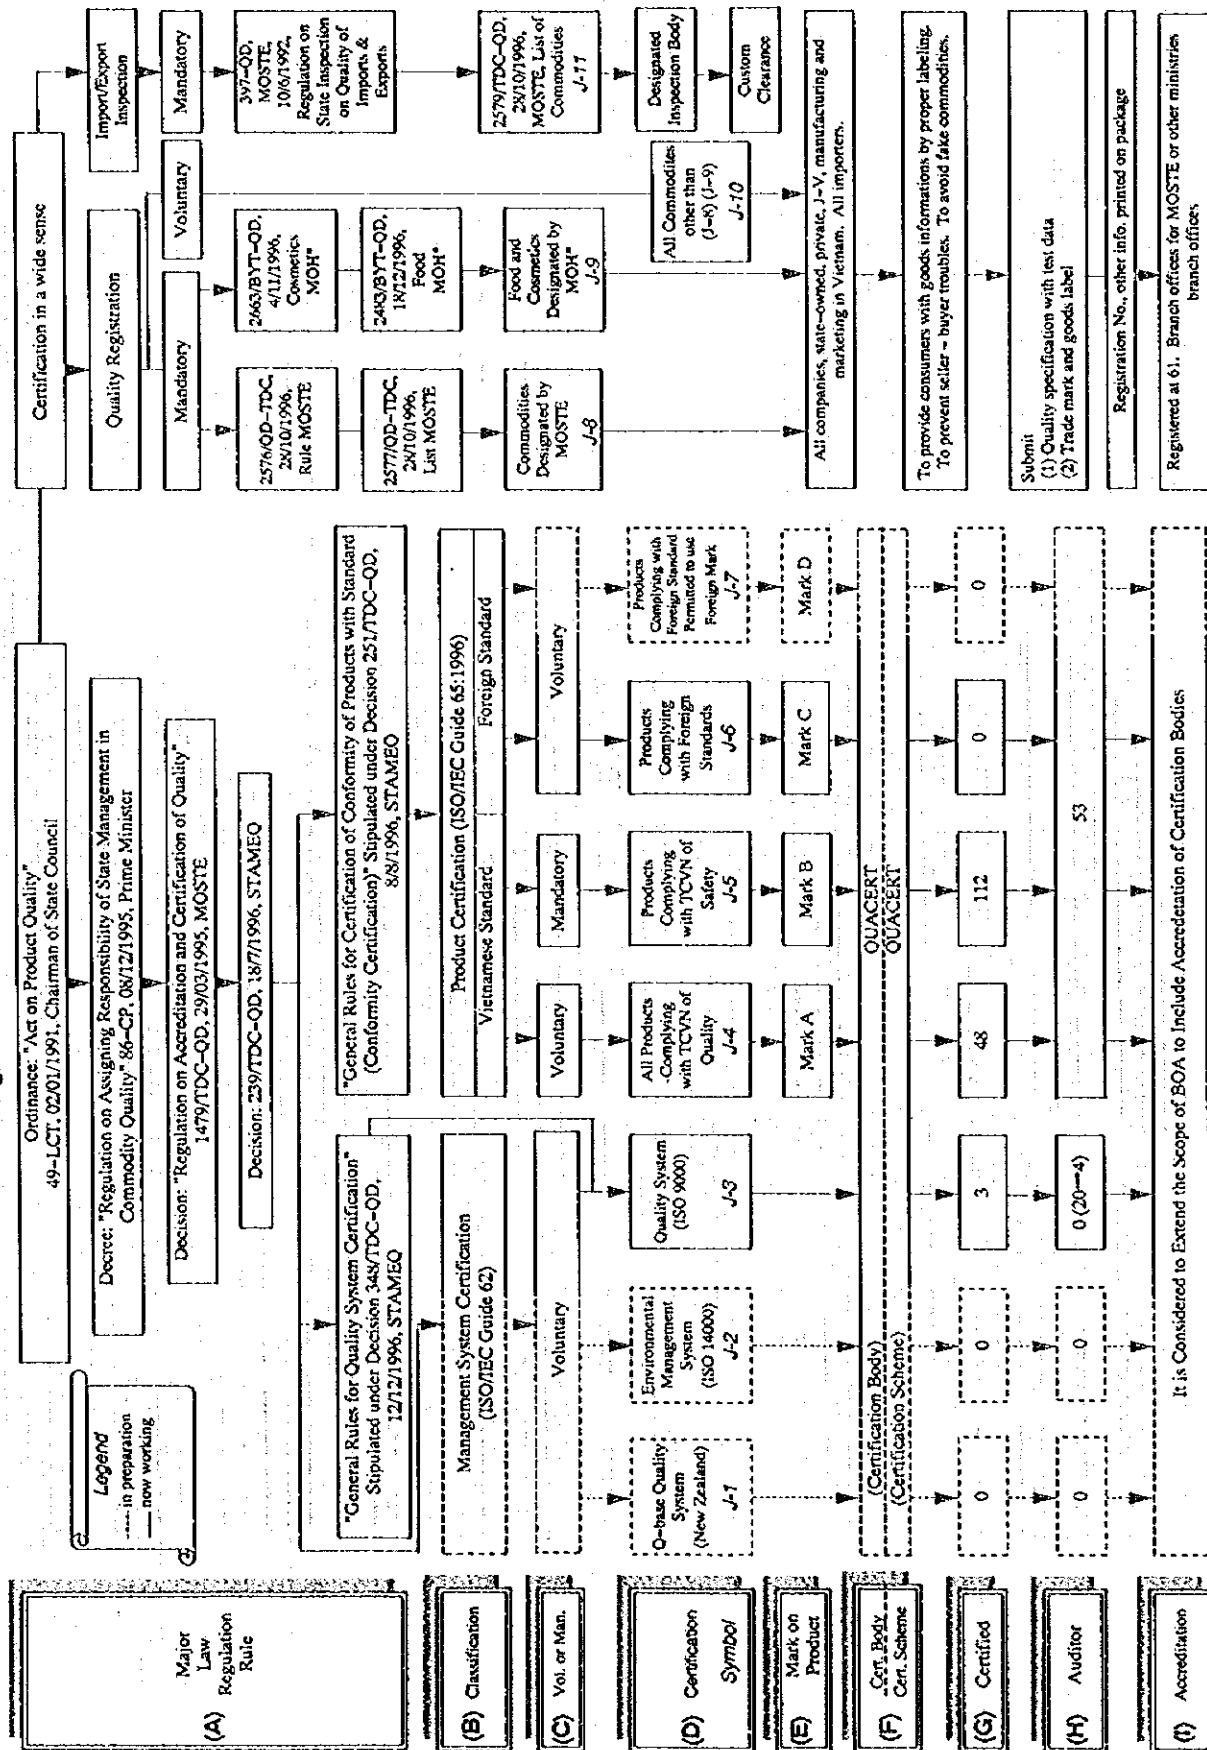 (A)
Major
Law
Regulation
Rule
Legend
---- in preparation
— now working
Ordinance: "Act on Product Quality"
49-LCT, 02/01/1991, Chairman of State Council
Decree: "Regulation on Assigning Responsibility of State Management in
Commodity Quality" 86-CP, 08/12/1995, Prime Minister
Decision: "Regulation on Accreditation and Certification of Quality"
1479/TDC-QD, 29/03/1995, MOSTE
Decision: 239/TDC-QD, 18/7/1996, STAMEQ
"General Rules for Quality System Certification"
Stipulated under Decision 348/TDC-QD,
12/12/1996, STAMEQ
"General Rules for Certification of Conformity of Products with Standard
(Conformity Certification)" Stipulated under Decision 251/TDC-QD,
8/8/1996, STAMEQ
(B) Classification
Management System Certification
(ISO/IEC Guide 62)
Product Certification (ISO/IEC Guide 65:1996)
Vietnamese Standard
Foreign Standard
(C) Vol. or Man.
Voluntary
Voluntary
Mandatory
Voluntary
(D) Certification
Symbol
Q-base Quality
System
(New Zealand)
J-1
Environmental
Management
System
(ISO 14000)
J-2
Quality System
(ISO 9000)
J-3
All Products
-Complying
with TCVN of
Quality
J-4
Products
Complying
with TCVN of
Safety
J-5
Products
Complying
with Foreign
Standards
J-6
Products
Complying with
Foreign Standard
Permitted to use
Foreign Mark
J-7
(E) Mark on
Product
Mark A
Mark B
Mark C
Mark D
(F) Cert. Body
Cert. Scheme
(Certification Body)
(Certification Scheme)
QUACERT
QUACERT
(G) Certified
0
0
3
48
112
0
0
(H) Auditor
0
0
0 (20→4)
53
(I) Accreditation
It is Considered to Extend the Scope of BOA to Include Accredetation of Certification Bodies
Certification in a wide sense
Quality Registration
Import/Export
Inspection
Mandatory
Voluntary
Mandatory
2576/QD-TDC,
28/10/1996,
Rule MOSTE
2663/BYT-QD,
4/11/1996,
Cosmetics
MOH*
397-QD,
MOSTE,
10/6/1992,
Regulation on
State Inspection
on Quality of
Imports &
Exports
2577/QD-TDC,
28/10/1996,
List MOSTE
2483/BYT-QD,
18/12/1996,
Food
MOH*
2579/TDC-QD,
28/10/1996,
MOSTE, List of
Commodities
J-11
Commodities
Designated by
MOSTE
J-8
Food and
Cosmetics
Designated by
MOH*
J-9
All Commodites
other than
(J-8) (J-9)
J-10
Designated
Inspection Body
Custom
Clearance
All companies, state-owned, private, J-V, manufacturing and
marketing in Vietnam. All importers.
To provide consumers with goods informations by proper labeling.
To prevent seller - buyer troubles. To avoid fake commodities.
Submit
(1) Quality specification with test data
(2) Trade mark and goods label
Registration No., other info. printed on package
Registered at 61. Branch offices for MOSTE or other ministries
branch offices